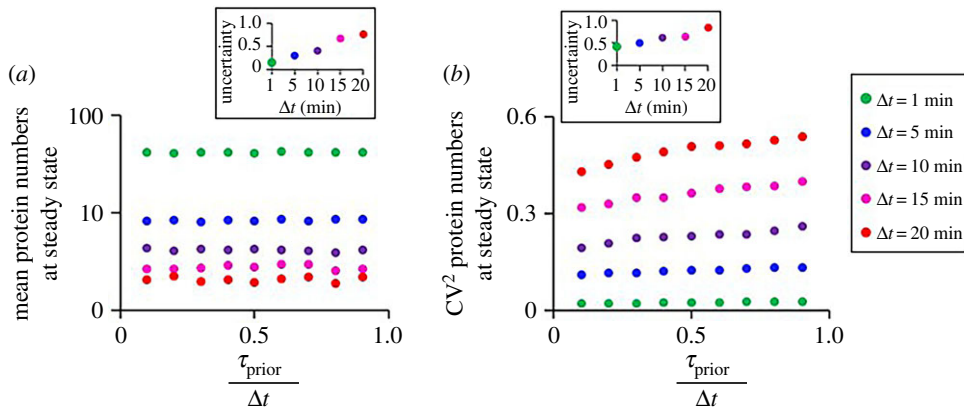 (a)
uncertainty
1.0
0.5
0
1 5 10 15 20
Δt (min)
mean protein numbers
at steady state
100
10
0
0 0.5 1.0
τprior
Δt
(b)
uncertainty
1.0
0.5
0
1 5 10 15 20
Δt (min)
CV² protein numbers
at steady state
0.6
0.3
0
0 0.5 1.0
τprior
Δt
Δt = 1 min
Δt = 5 min
Δt = 10 min
Δt = 15 min
Δt = 20 min